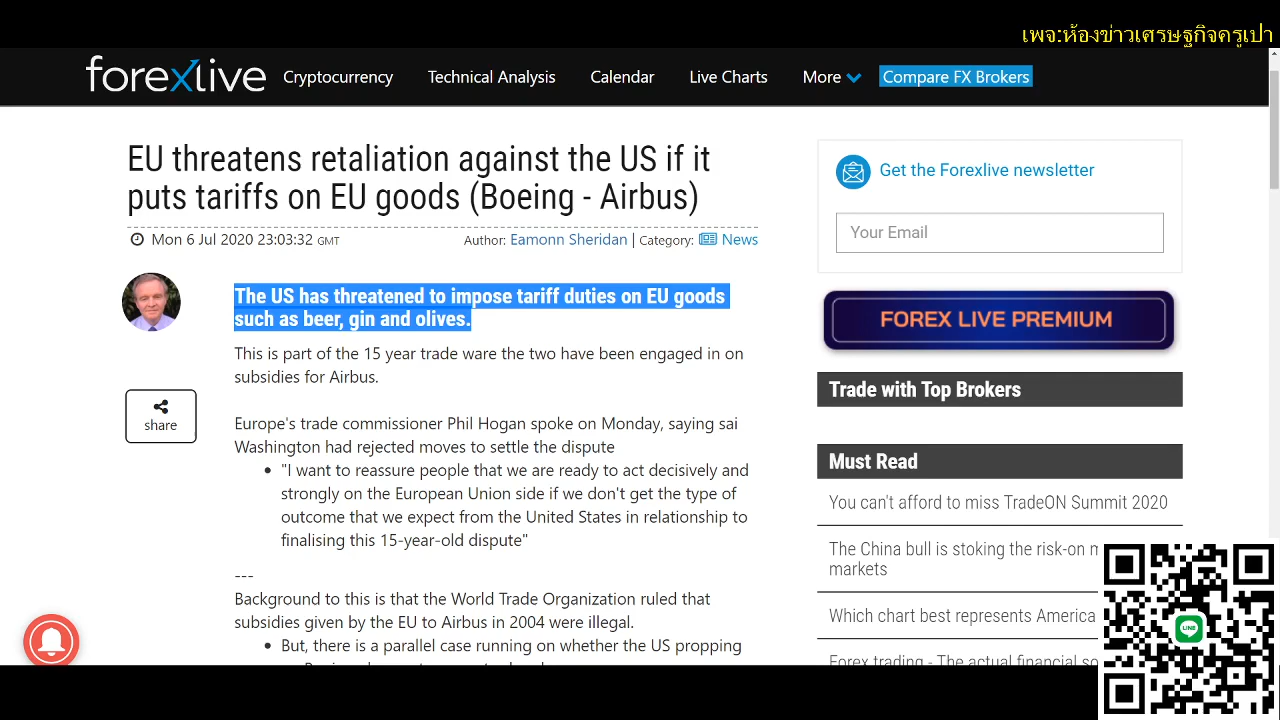 เพจ:ห้องข่าวเศรษฐกิจครูเปา
forexlive Cryptocurrency Technical Analysis Calendar Live Charts More Compare FX Brokers
EU threatens retaliation against the US if it
puts tariffs on EU goods (Boeing - Airbus)
Mon 6 Jul 2020 23:03:32 GMT Author: Eamonn Sheridan | Category: News
The US has threatened to impose tariff duties on EU goods
such as beer, gin and olives.
This is part of the 15 year trade ware the two have been engaged in on
subsidies for Airbus.
share
Europe's trade commissioner Phil Hogan spoke on Monday, saying sai
Washington had rejected moves to settle the dispute
• "I want to reassure people that we are ready to act decisively and
strongly on the European Union side if we don't get the type of
outcome that we expect from the United States in relationship to
finalising this 15-year-old dispute"
---
Background to this is that the World Trade Organization ruled that
subsidies given by the EU to Airbus in 2004 were illegal.
• But, there is a parallel case running on whether the US propping
Get the Forexlive newsletter
Your Email
FOREX LIVE PREMIUM
Trade with Top Brokers
Must Read
You can't afford to miss TradeON Summit 2020
The China bull is stoking the risk-on
markets
Which chart best represents America
Forex trading - The actual financial
LINE